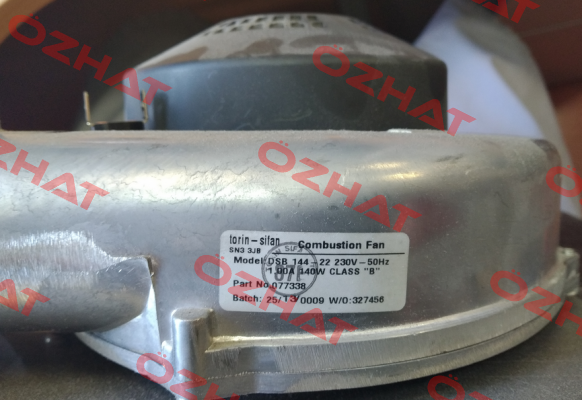 OZHAT
OZHAT
OZHAT
OZHAT
OZHAT
OZHAT
OZHAT
torin-sifan Combustion Fan
SN3 3JB
Model: DSB 144-22 230V-50Hz
1.00A 140W CLASS "B"
Part No.077338
Batch: 25/13/0009 W/O:327456